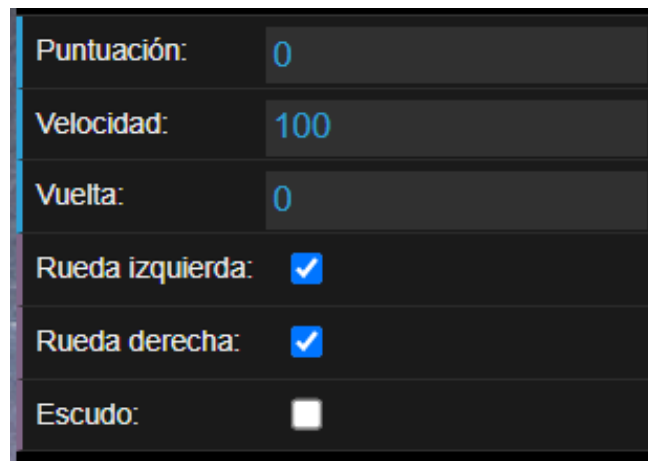 Puntuación: 0
Velocidad: 100
Vuelta: 0
Rueda izquierda:
Rueda derecha:
Escudo: